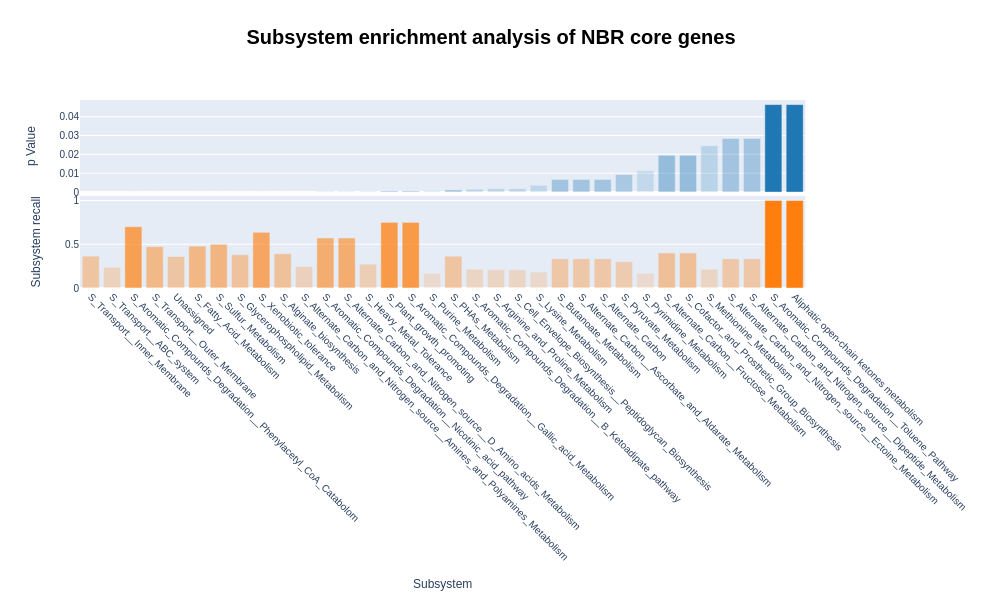 Subsystem enrichment analysis of NBR core genes
p Value
0.04
0.03
0.02
0.01
0
Subsystem recall
1
0.5
0
S_Transport__Inner_Membrane
S_Transport__ABC_system
S_Aromatic_Compounds_Degradation__Phenylacetyl_CoA_Catabolom
S_Transport__Outer_Membrane
Unassigned
S_Fatty_Acid_Metabolism
S_Sulfur_Metabolism
S_Glycerophospholipid_Metabolism
S_Xenobiotic_tolerance
S_Alginate_biosynthesis
S_Alternate_Carbon_and_Nitrogen_source__Amines_and_Polyamines_Metabolism
S_Aromatic_Compounds_Degradation__Nicotinic_acid_pathway
S_Alternate_Carbon_and_Nitrogen_source__D_Amino_acids_Metabolism
S_Heavy_Metal_Tolerance
S_Plant_growth_promoting
S_Aromatic_Compounds_Degradation__Gallic_acid_Metabolism
S_Purine_Metabolism
S_PHAs_Metabolism
S_Aromatic_Compounds_Degradation__B_Ketoadipate_pathway
S_Arginine_and_Proline_Metabolism
S_Cell_Envelope_Biosynthesis__Peptidoglycan_Biosynthesis
S_Lysine_Metabolism
S_Butanoate_Metabolism
S_Alternate_Carbon__Ascorbate_and_Aldarate_Metabolism
S_Alternate_Carbon
S_Pyruvate_Metabolism
S_Pyrimidine_Metabolism
S_Alternate_Carbon__Fructose_Metabolism
S_Cofactor_and_Prosthetic_Group_Biosynthesis
S_Methionine_Metabolism
S_Alternate_Carbon_and_Nitrogen_source__Ectoine_Metabolism
S_Alternate_Carbon_and_Nitrogen_source__Dipeptide_Metabolism
S_Aromatic_Compounds_Degradation__Toluene_Pathway
Aliphatic open-chain ketones metabolism
Subsystem